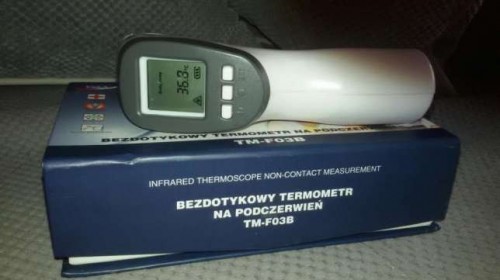 36.3
BEZDOTYKOWY TERMOMETR NA PODCZERWIEŃ
TM-F03B
INFRARED THERMOSCOPE NON-CONTACT MEASUREMENT
BEZDOTYKOWY TERMOMETR
NA PODCZERWIEŃ
TM-F03B